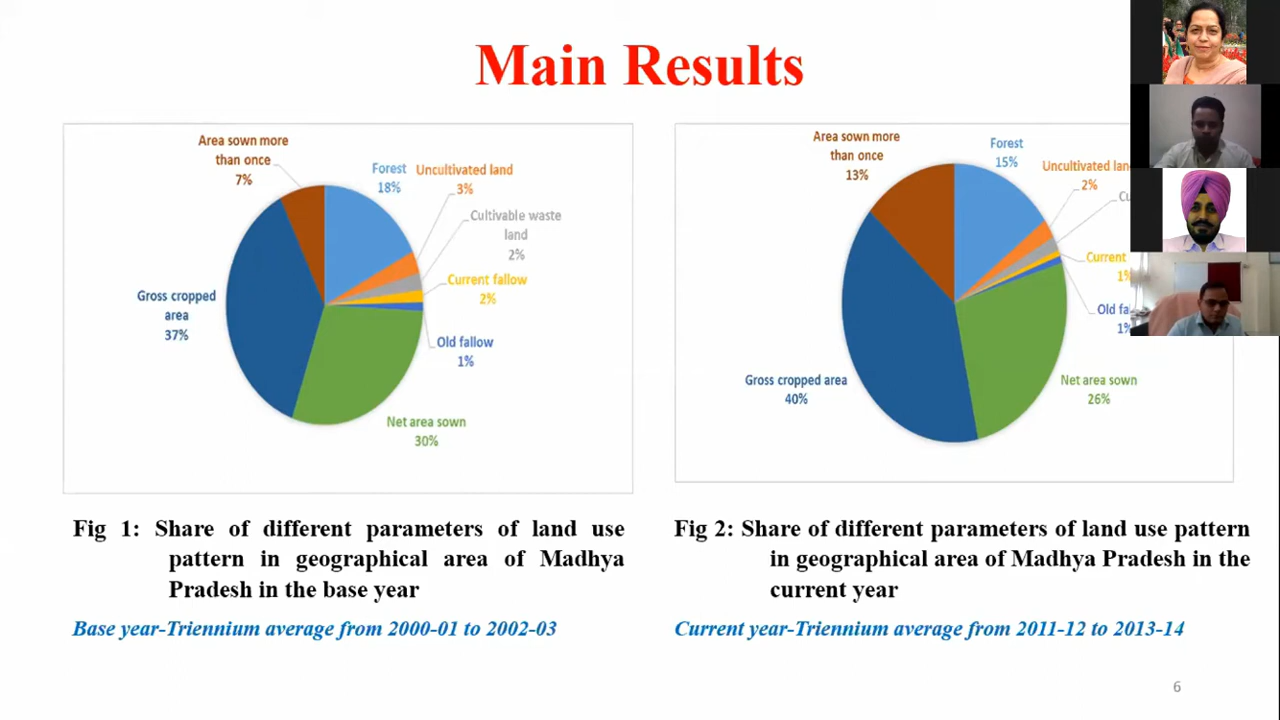 Main Results
Area sown more
than once
7%
Forest
18%
Uncultivated land
3%
Cultivable waste
land
2%
Current fallow
2%
Old fallow
1%
Net area sown
30%
Gross cropped
area
37%
Area sown more
than once
13%
Forest
15%
Uncultivated
2%
Current
1%
Old
1%
Net area sown
26%
Gross cropped area
40%
Fig 1: Share of different parameters of land use
pattern in geographical area of Madhya
Pradesh in the base year
Base year-Triennium average from 2000-01 to 2002-03
Fig 2: Share of different parameters of land use pattern
in geographical area of Madhya Pradesh in the
current year
Current year-Triennium average from 2011-12 to 2013-14
6